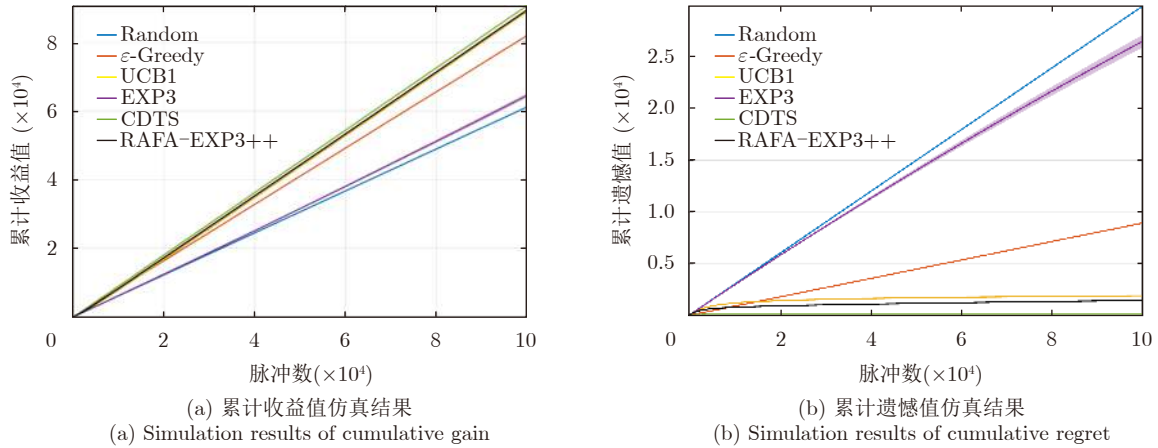 累计收益值 (×10⁴)
8
6
4
2
0
2
4
6
8
10
Random
ε-Greedy
UCB1
EXP3
CDTS
RAFA–EXP3++
脉冲数(×10⁴)
(a) 累计收益值仿真结果
(a) Simulation results of cumulative gain
累计遗憾值 (×10⁴)
2.5
2.0
1.5
1.0
0.5
0
2
4
6
8
10
Random
ε-Greedy
UCB1
EXP3
CDTS
RAFA–EXP3++
脉冲数(×10⁴)
(b) 累计遗憾值仿真结果
(b) Simulation results of cumulative regret